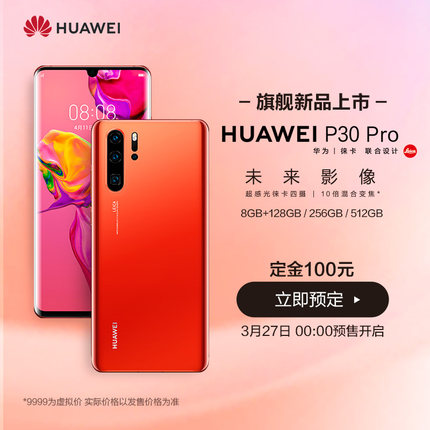 HUAWEI
旗舰新品上市
HUAWEI P30 Pro
华为 | 徕卡 联合设计 Leica
未来影像
超感光徕卡四摄 | 10倍混合变焦*
8GB+128GB / 256GB / 512GB
定金100元
立即预定 >
3月27日 00:00预售开启
08:08
LEICA
HUAWEI
*9999为虚拟价 实际价格以发售价格为准